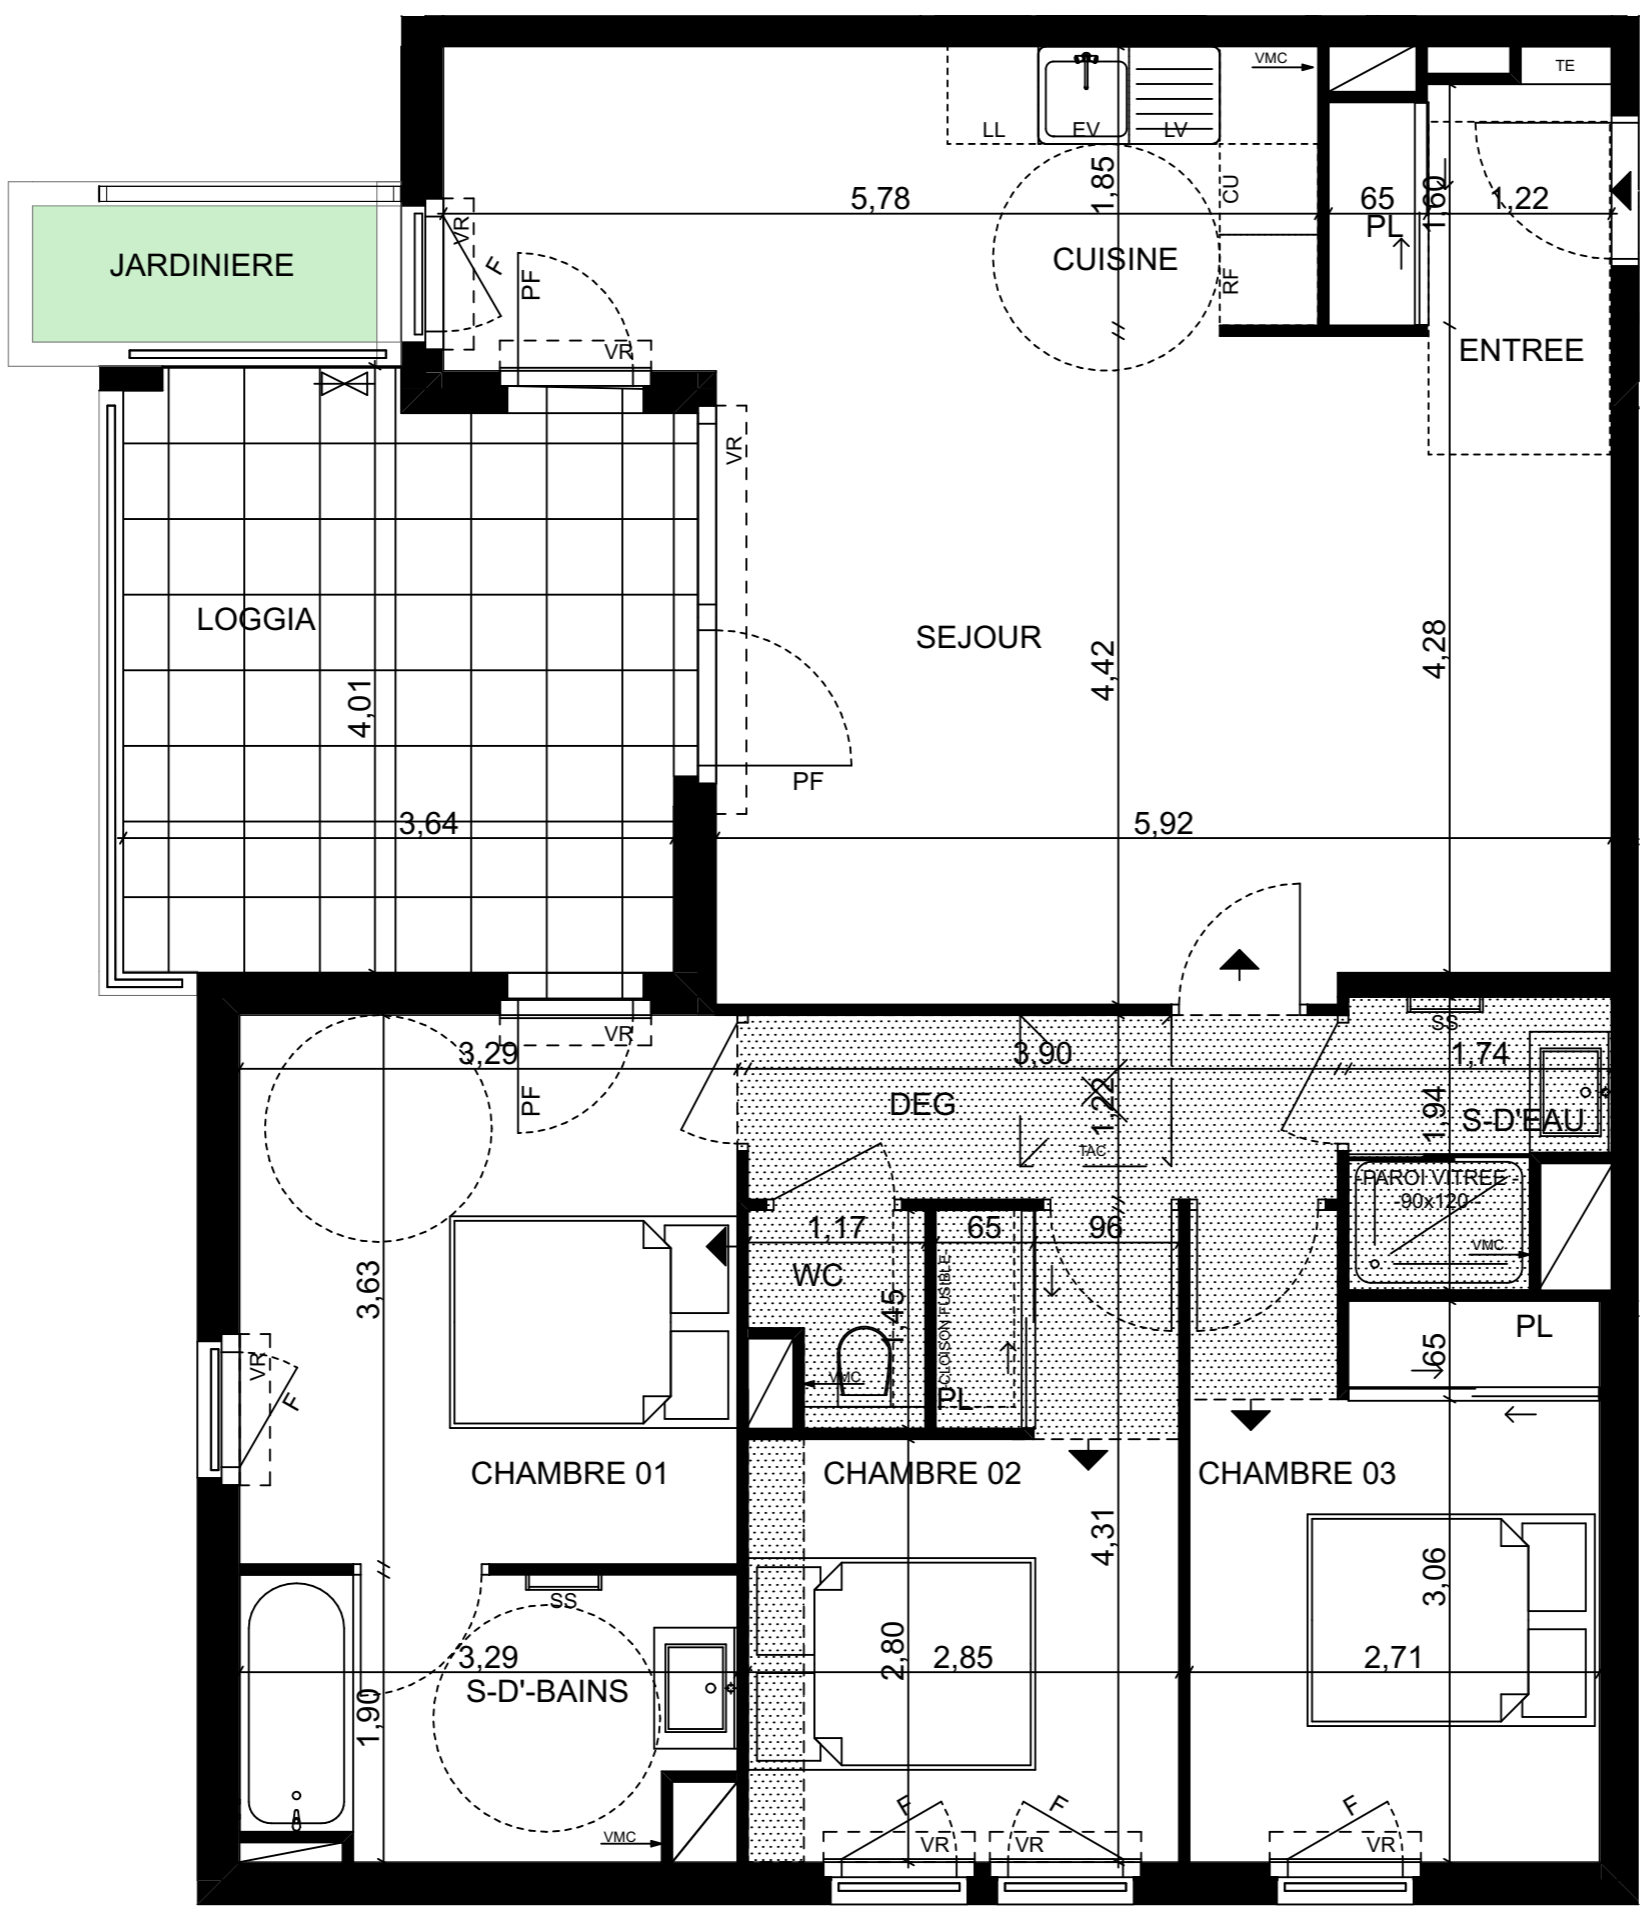 VMC
TE
LL
EV
LV
5,78
1,85
CU
65
PL
1,60
1,22
VR
F
JARDINIERE
PF
CUISINE
RF
VR
ENTREE
VR
LOGGIA
SEJOUR
4,42
4,28
4,01
PF
3,64
5,92
SS
VR
3,29
3,90
1,74
PF
DEG
1,22
1,94
S-D'EAU
TAC
PAROI VITREE
90x120
1,17
65
96
VMC
WC
CLOISON FUSIBLE
3,63
1,45
PL
65
VR
F
VMC
PL
CHAMBRE 01
CHAMBRE 02
CHAMBRE 03
4,31
3,06
SS
3,29
2,80
2,85
2,71
S-D'-BAINS
1,90
F
F
F
VMC
VR
VR
VR